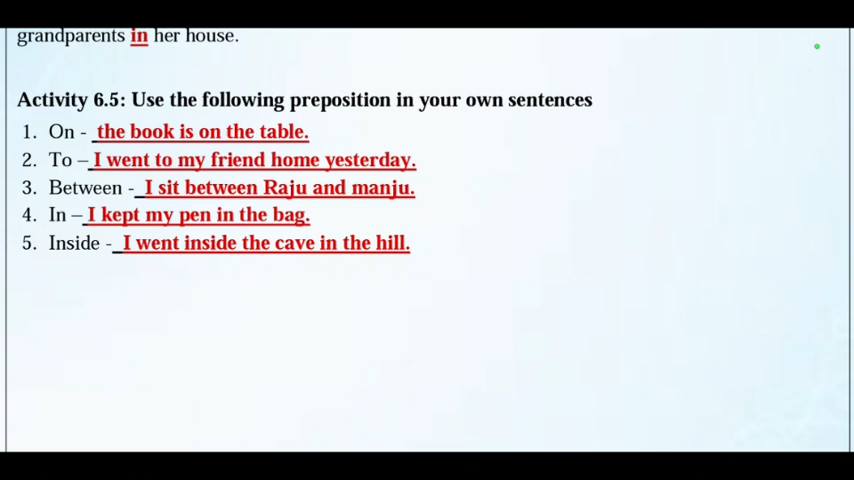 grandparents in her house.
Activity 6.5: Use the following preposition in your own sentences
1. On - the book is on the table.
2. To – I went to my friend home yesterday.
3. Between - I sit between Raju and manju.
4. In – I kept my pen in the bag.
5. Inside - I went inside the cave in the hill.